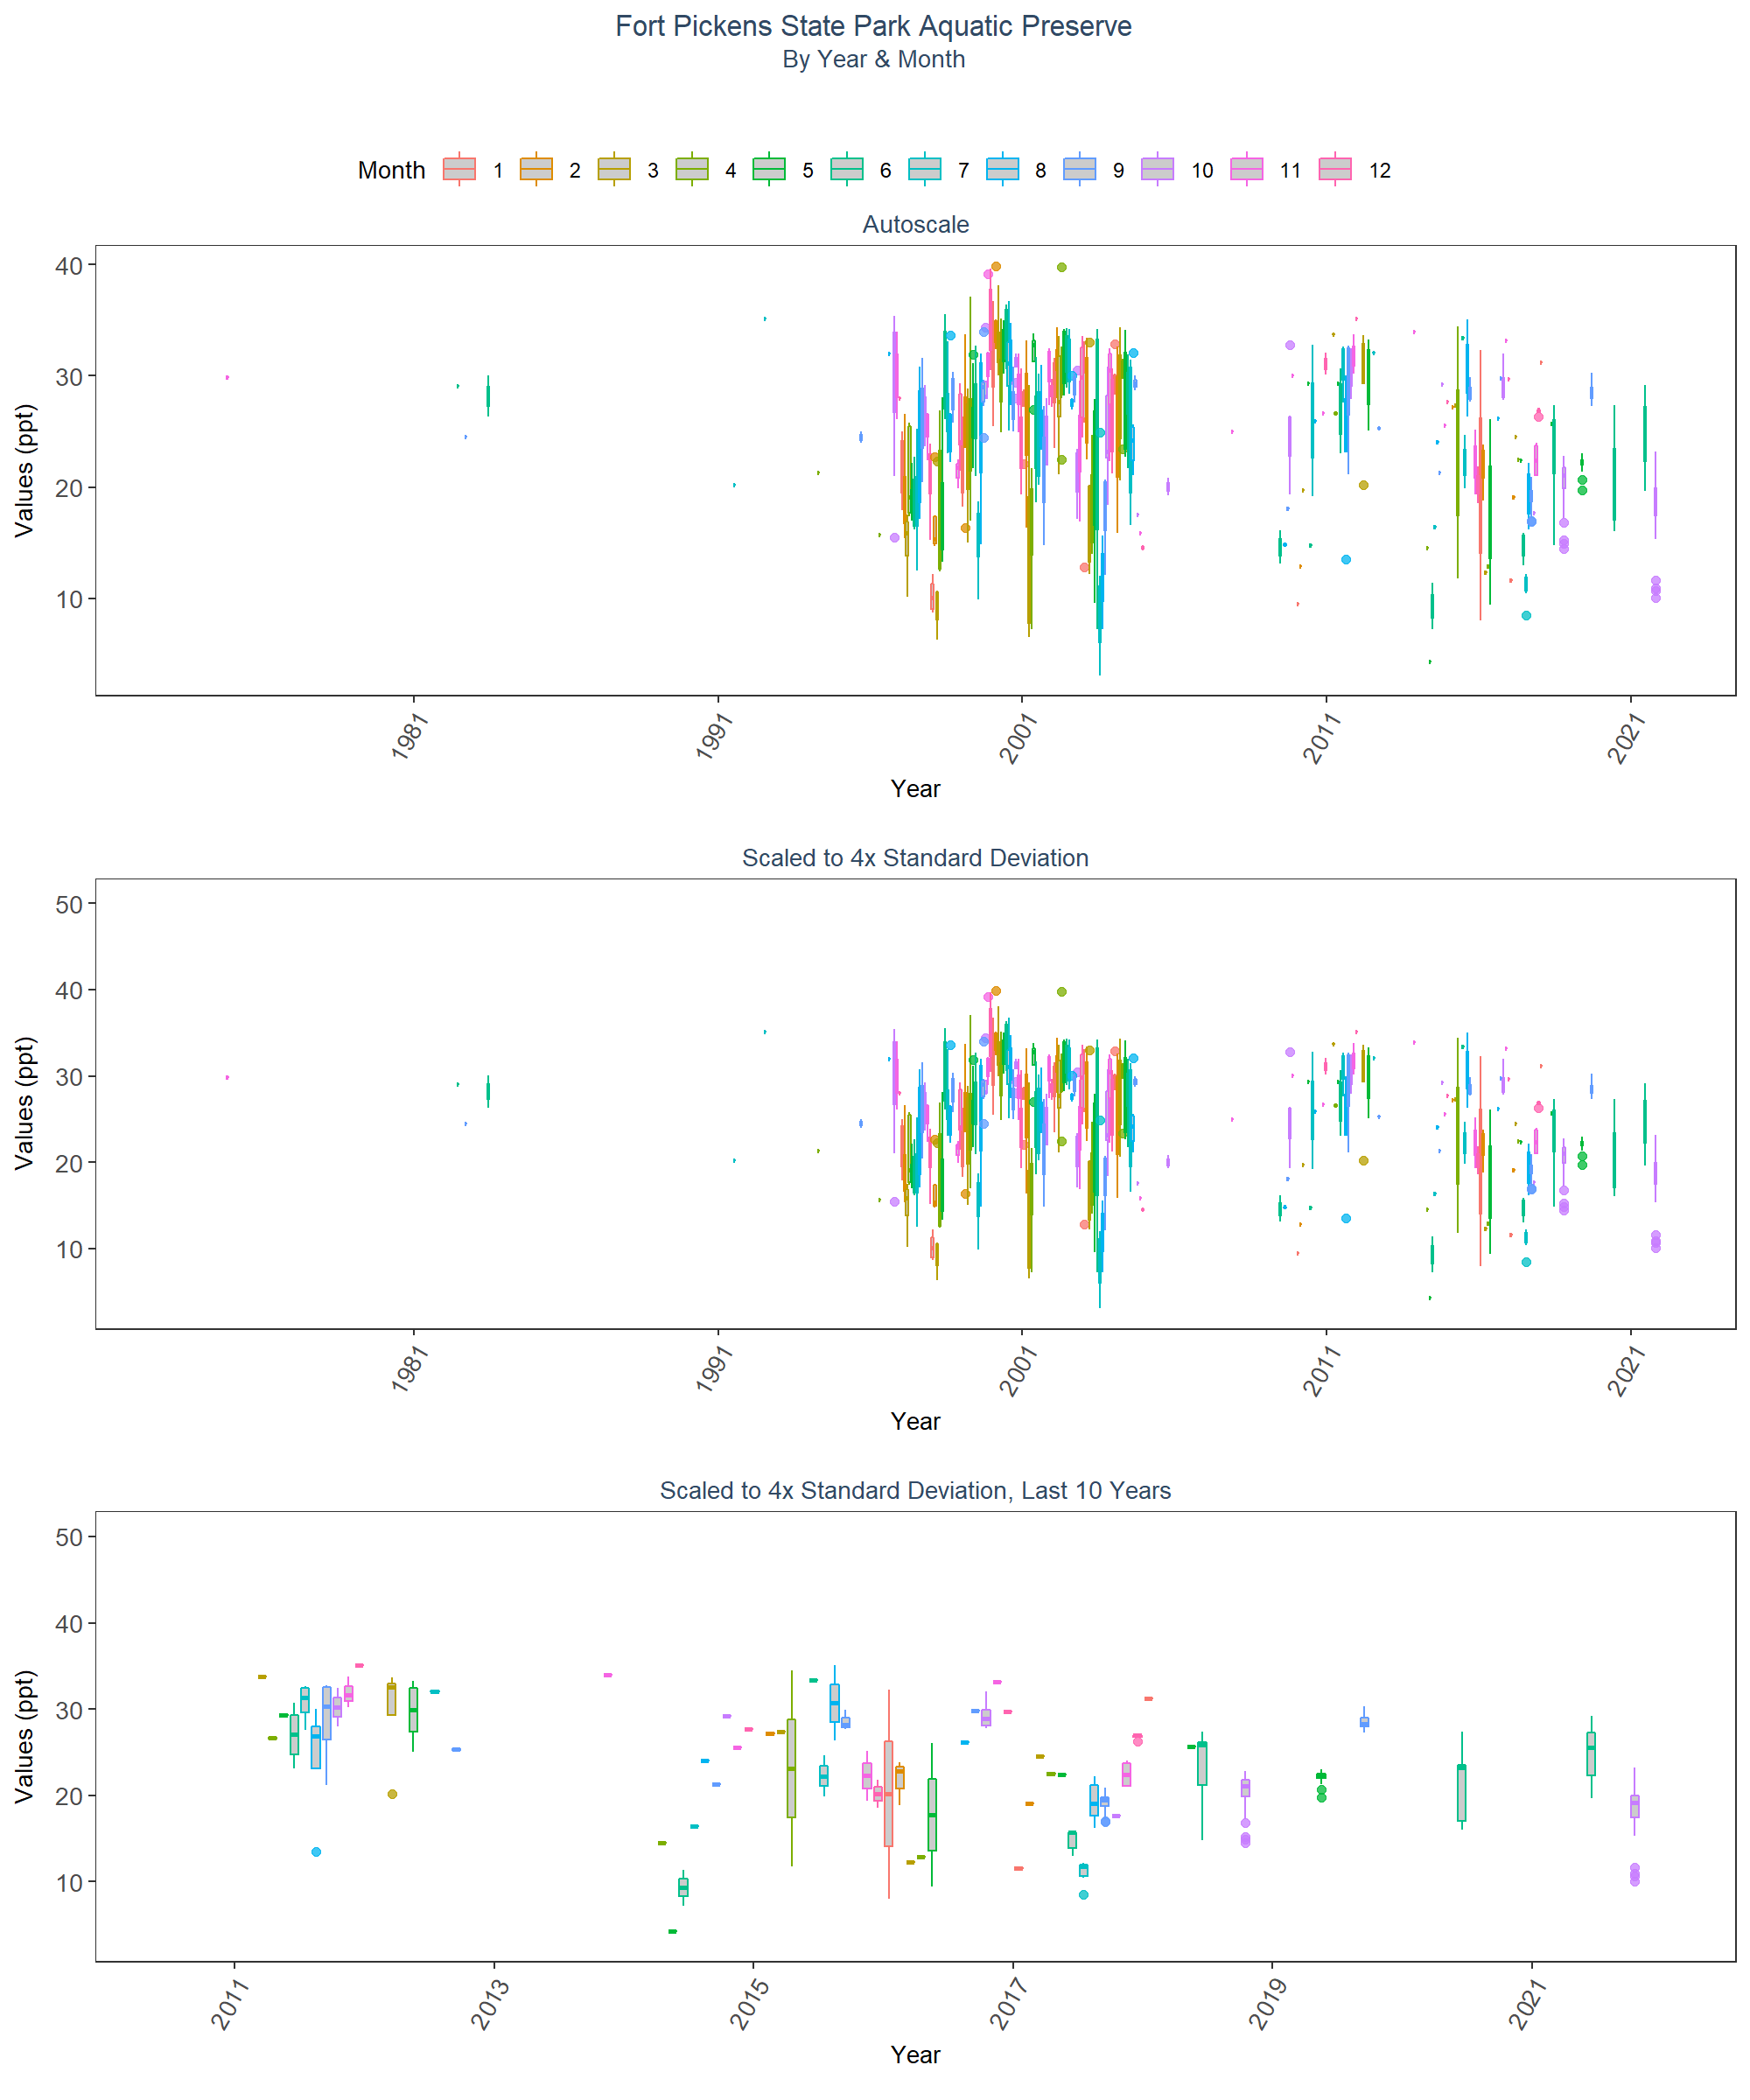 Fort Pickens State Park Aquatic Preserve
By Year & Month
Month 1 2 3 4 5 6 7 8 9 10 11 12
Autoscale
Values (ppt)
40
30
20
10
1981 1991 2001 2011 2021
Year
Scaled to 4x Standard Deviation
Values (ppt)
50
40
30
20
10
1981 1991 2001 2011 2021
Year
Scaled to 4x Standard Deviation, Last 10 Years
Values (ppt)
50
40
30
20
10
2011 2013 2015 2017 2019 2021
Year